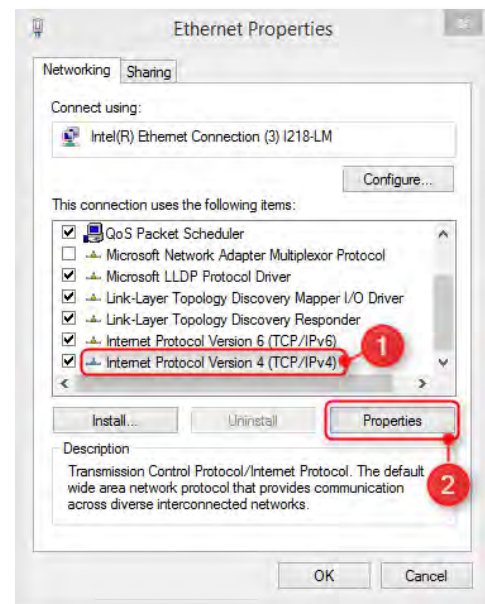 Ethernet Properties
Networking
Sharing
Connect using:
Intel(R) Ethernet Connection (3) I218-LM
Configure...
This connection uses the following items:
QoS Packet Scheduler
Microsoft Network Adapter Multiplexor Protocol
Microsoft LLDP Protocol Driver
Link-Layer Topology Discovery Mapper I/O Driver
Link-Layer Topology Discovery Responder
Internet Protocol Version 6 (TCP/IPv6)
Internet Protocol Version 4 (TCP/IPv4)
1
Install...
Uninstall
Properties
2
Description
Transmission Control Protocol/Internet Protocol. The default
wide area network protocol that provides communication
across diverse interconnected networks.
OK
Cancel